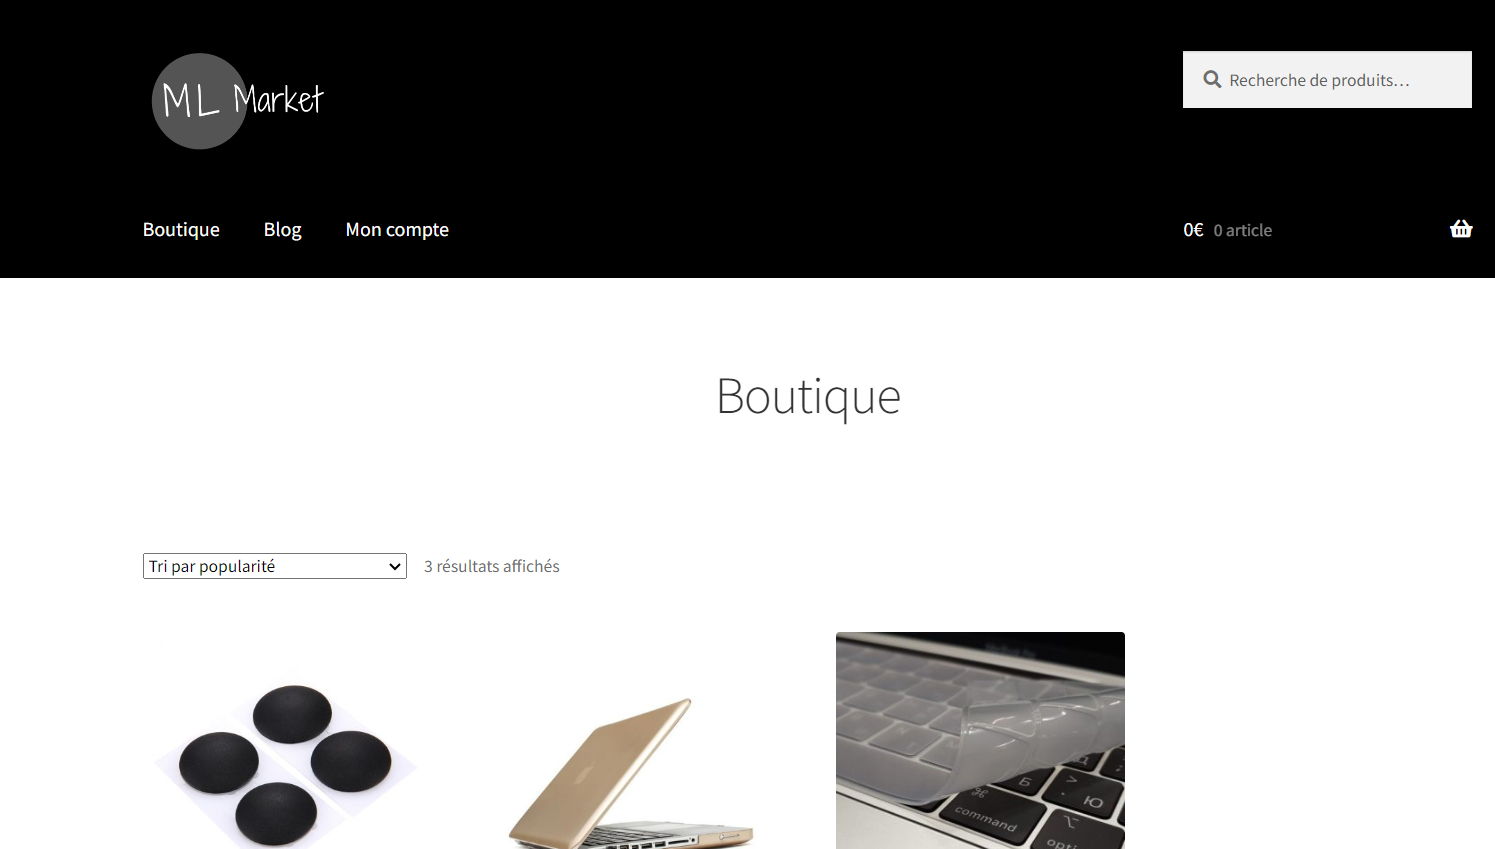 ML Market
Recherche de produits…
Boutique
Blog
Mon compte
0€ 0 article
Boutique
Tri par popularité
3 résultats affichés
Б
Ю
command
⌘
⌥